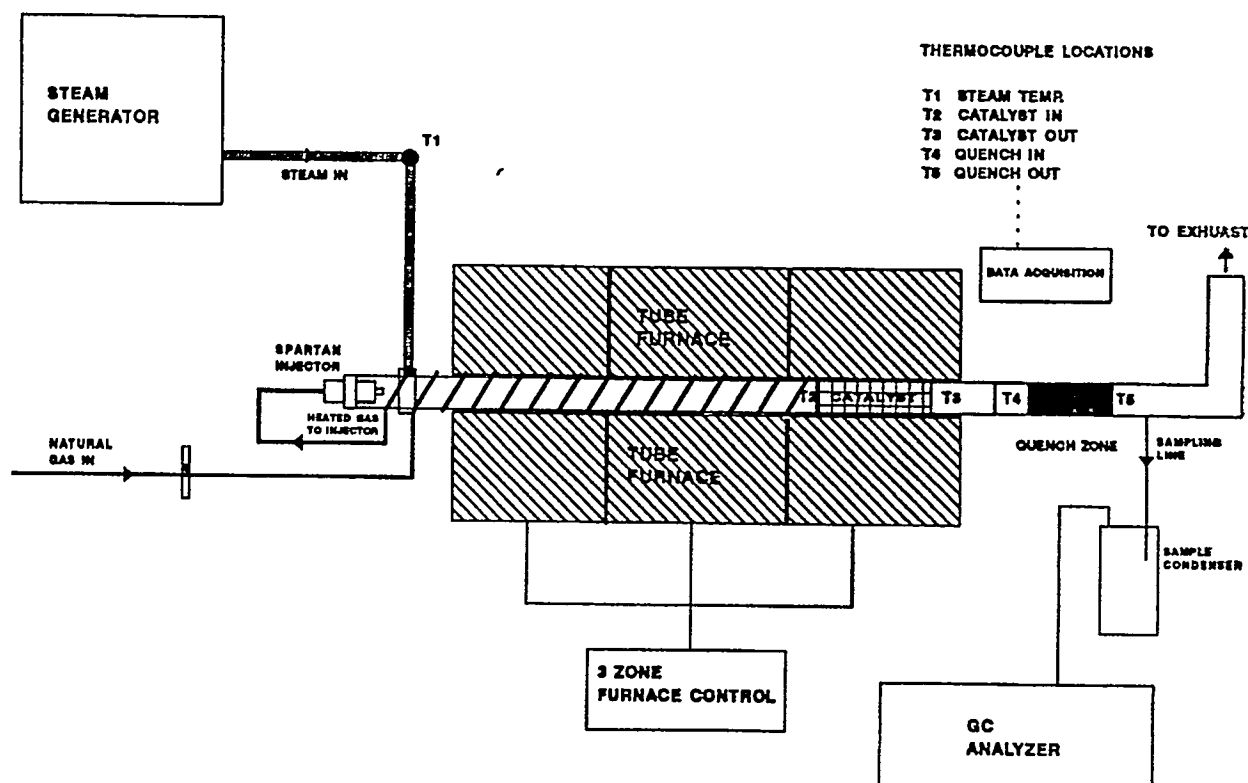 STEAM
GENERATOR
T1
STEAM IN
THERMOCOUPLE LOCATIONS
T1 STEAM TEMP.
T2 CATALYST IN
T3 CATALYST OUT
T4 QUENCH IN
T5 QUENCH OUT
TO EXHUAST
DATA ACQUISITION
TUBE
FURNACE
SPARTAN
INJECTOR
HEATED GAS
TO INJECTOR
T2 CATALYST
T3
T4
T5
NATURAL
GAS IN
TUBE
FURNACE
QUENCH ZONE
SAMPLING
LINE
SAMPLE
CONDENSER
3 ZONE
FURNACE CONTROL
GC
ANALYZER